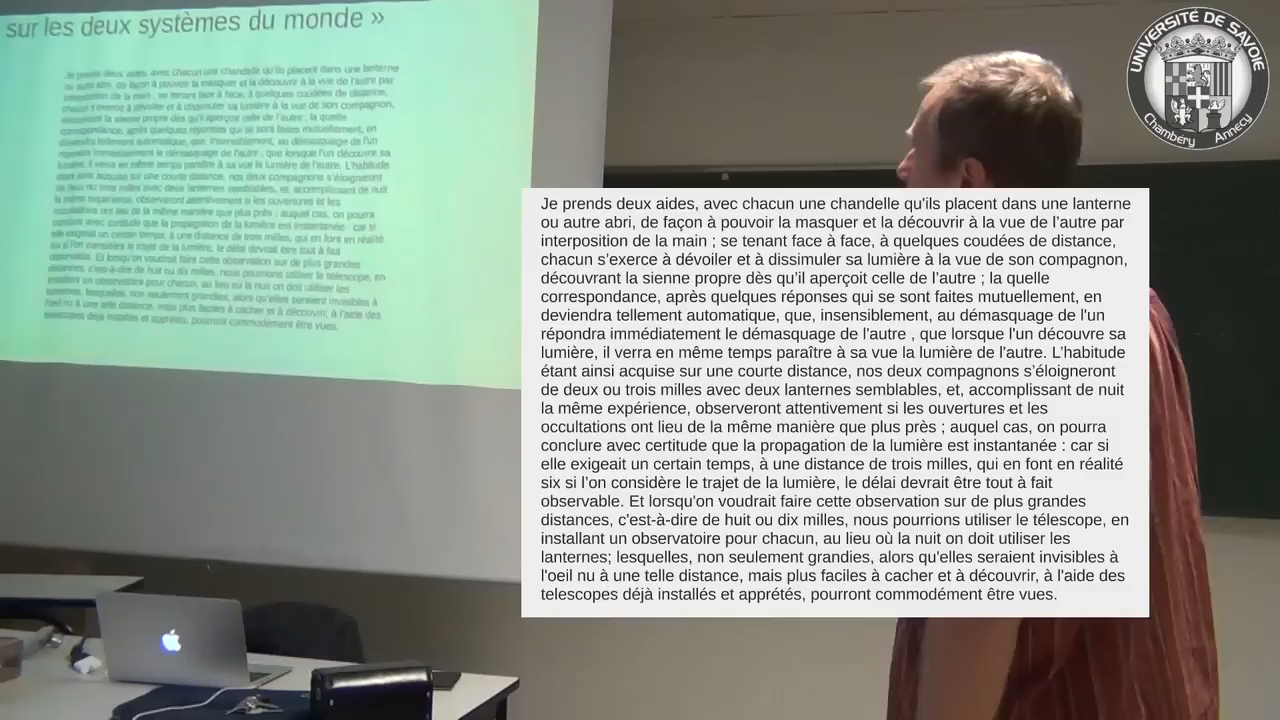 sur les deux systèmes du monde »
Je prends deux aides, avec chacun une chandelle qu'ils placent dans une lanterne
ou autre abri, de façon à pouvoir la masquer et la découvrir à la vue de l'autre par
interposition de la main ; se tenant face à face, à quelques coudées de distance,
chacun s'exerce à dévoiler et à dissimuler sa lumière à la vue de son compagnon,
découvrant la sienne propre dès qu'il aperçoit celle de l'autre ; la quelle
correspondance, après quelques réponses qui se sont faites mutuellement, en
deviendra tellement automatique, que, insensiblement, au démasquage de l'un
répondra immédiatement le démasquage de l'autre , que lorsque l'un découvre sa
lumière, il verra en même temps paraître à sa vue la lumière de l'autre. L'habitude
étant ainsi acquise sur une courte distance, nos deux compagnons s'éloigneront
de deux ou trois milles avec deux lanternes semblables, et, accomplissant de nuit
la même expérience, observeront attentivement si les ouvertures et les
occultations ont lieu de la même manière que plus près ; auquel cas, on pourra
conclure avec certitude que la propagation de la lumière est instantanée : car si
elle exigeait un certain temps, à une distance de trois milles, qui en font en réalité
six si l'on considère le trajet de la lumière, le délai devrait être tout à fait
observable. Et lorsqu'on voudrait faire cette observation sur de plus grandes
distances, c'est-à-dire de huit ou dix milles, nous pourrions utiliser le télescope, en
installant un observatoire pour chacun, au lieu où la nuit on doit utiliser les
lanternes; lesquelles, non seulement grandies, alors qu'elles seraient invisibles à
l'oeil nu à une telle distance, mais plus faciles à cacher et à découvrir, à l'aide des
telescopes déjà installés et apprétés, pourront commodément être vues.
UNIVERSITÉ DE SAVOIE
Chambéry Annecy